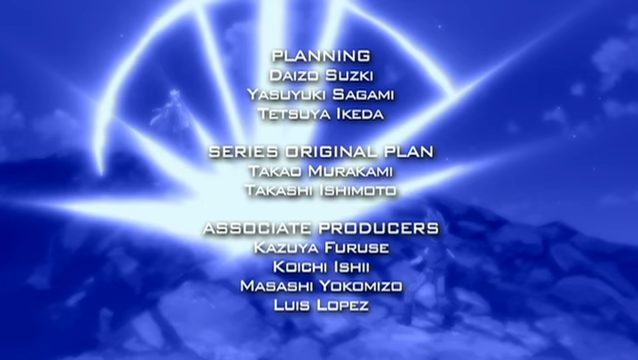 PLANNING
DAIZO SUZKI
YASUYUKI SAGAMI
TETSUYA IKEDA
SERIES ORIGINAL PLAN
TAKAO MURAKAMI
TAKASHI ISHIMOTO
ASSOCIATE PRODUCERS
KAZUYA FURUSE
KOICHI ISHII
MASASHI YOKOMIZO
LUIS LOPEZ